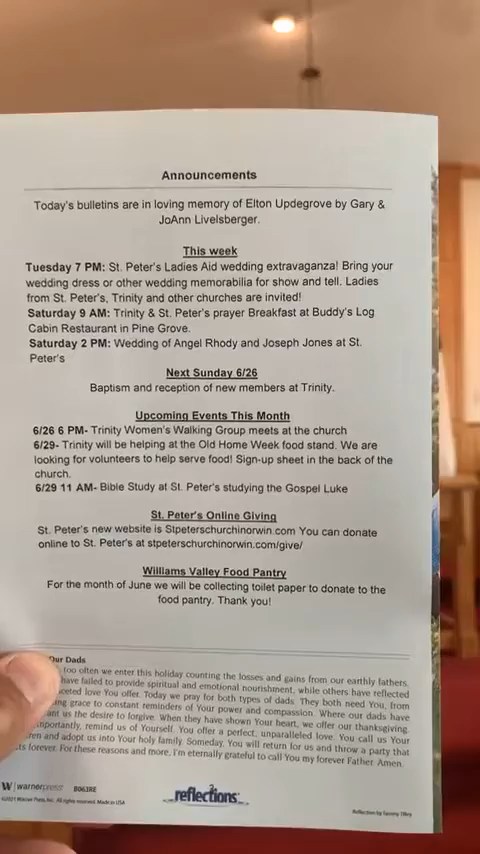 Announcements
Today's bulletins are in loving memory of Elton Updegrove by Gary &
JoAnn Livelsberger.
This week
Tuesday 7 PM: St. Peter's Ladies Aid wedding extravaganza! Bring your
wedding dress or other wedding memorabilia for show and tell. Ladies
from St. Peter's, Trinity and other churches are invited!
Saturday 9 AM: Trinity & St. Peter's prayer Breakfast at Buddy's Log
Cabin Restaurant in Pine Grove.
Saturday 2 PM: Wedding of Angel Rhody and Joseph Jones at St.
Peter's
Next Sunday 6/26
Baptism and reception of new members at Trinity.
Upcoming Events This Month
6/26 6 PM- Trinity Women's Walking Group meets at the church
6/29- Trinity will be helping at the Old Home Week food stand. We are
looking for volunteers to help serve food! Sign-up sheet in the back of the
church.
6/29 11 AM- Bible Study at St. Peter's studying the Gospel Luke
St. Peter's Online Giving
St. Peter's new website is Stpeterschurchinorwin.com You can donate
online to St. Peter's at stpeterschurchinorwin.com/give/
Williams Valley Food Pantry
For the month of June we will be collecting toilet paper to donate to the
food pantry. Thank you!
Our Dads
too often we enter this holiday counting the losses and gains from our earthly fathers.
have failed to provide spiritual and emotional nourishment, while others have reflected
love You offer. Today we pray for both types of dads. They both need You, from
grace to constant reminders of Your power and compassion. Where our dads have
us the desire to forgive. When they have shown Your heart, we offer our thanksgiving.
remind us of Yourself. You offer a perfect, unparalleled love. You call us Your
and adopt us into Your holy family. Someday, You will return for us and throw a party that
forever. For these reasons and more, I'm eternally grateful to call You my forever Father. Amen.
W warnerpress B0631RE
©2021 Warner Press, Inc. All rights reserved. Made in USA
reflections
Reflection by